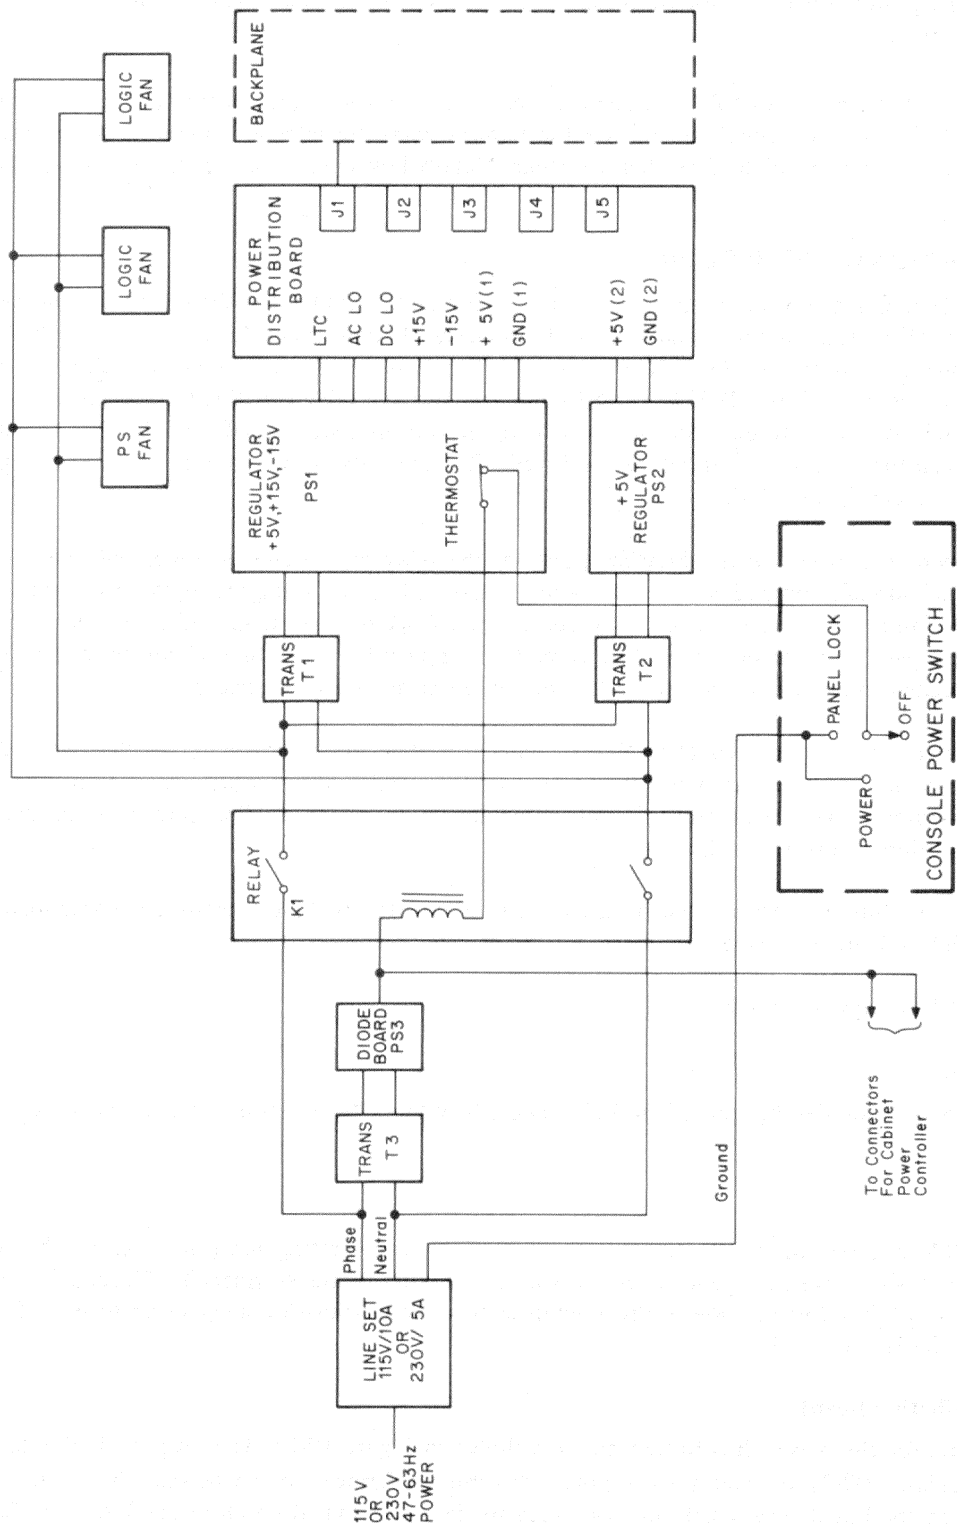 115V
OR
230V
47-63Hz
POWER
LINE SET
115V/10A
OR
230V/ 5A
Phase
Neutral
Ground
TRANS
T3
DIODE
BOARD
PS3
RELAY
K1
To Connectors
For Cabinet
Power
Controller
TRANS
T1
TRANS
T2
REGULATOR
+5V,+15V,-15V
PS1
THERMOSTAT
+5V
REGULATOR
PS2
POWER
PANEL LOCK
OFF
CONSOLE POWER SWITCH
PS
FAN
LOGIC
FAN
LOGIC
FAN
POWER
DISTRIBUTION
BOARD
LTC
AC LO
DC LO
+15V
-15V
+ 5V(1)
GND(1)
+5V(2)
GND(2)
J1
J2
J3
J4
J5
BACKPLANE